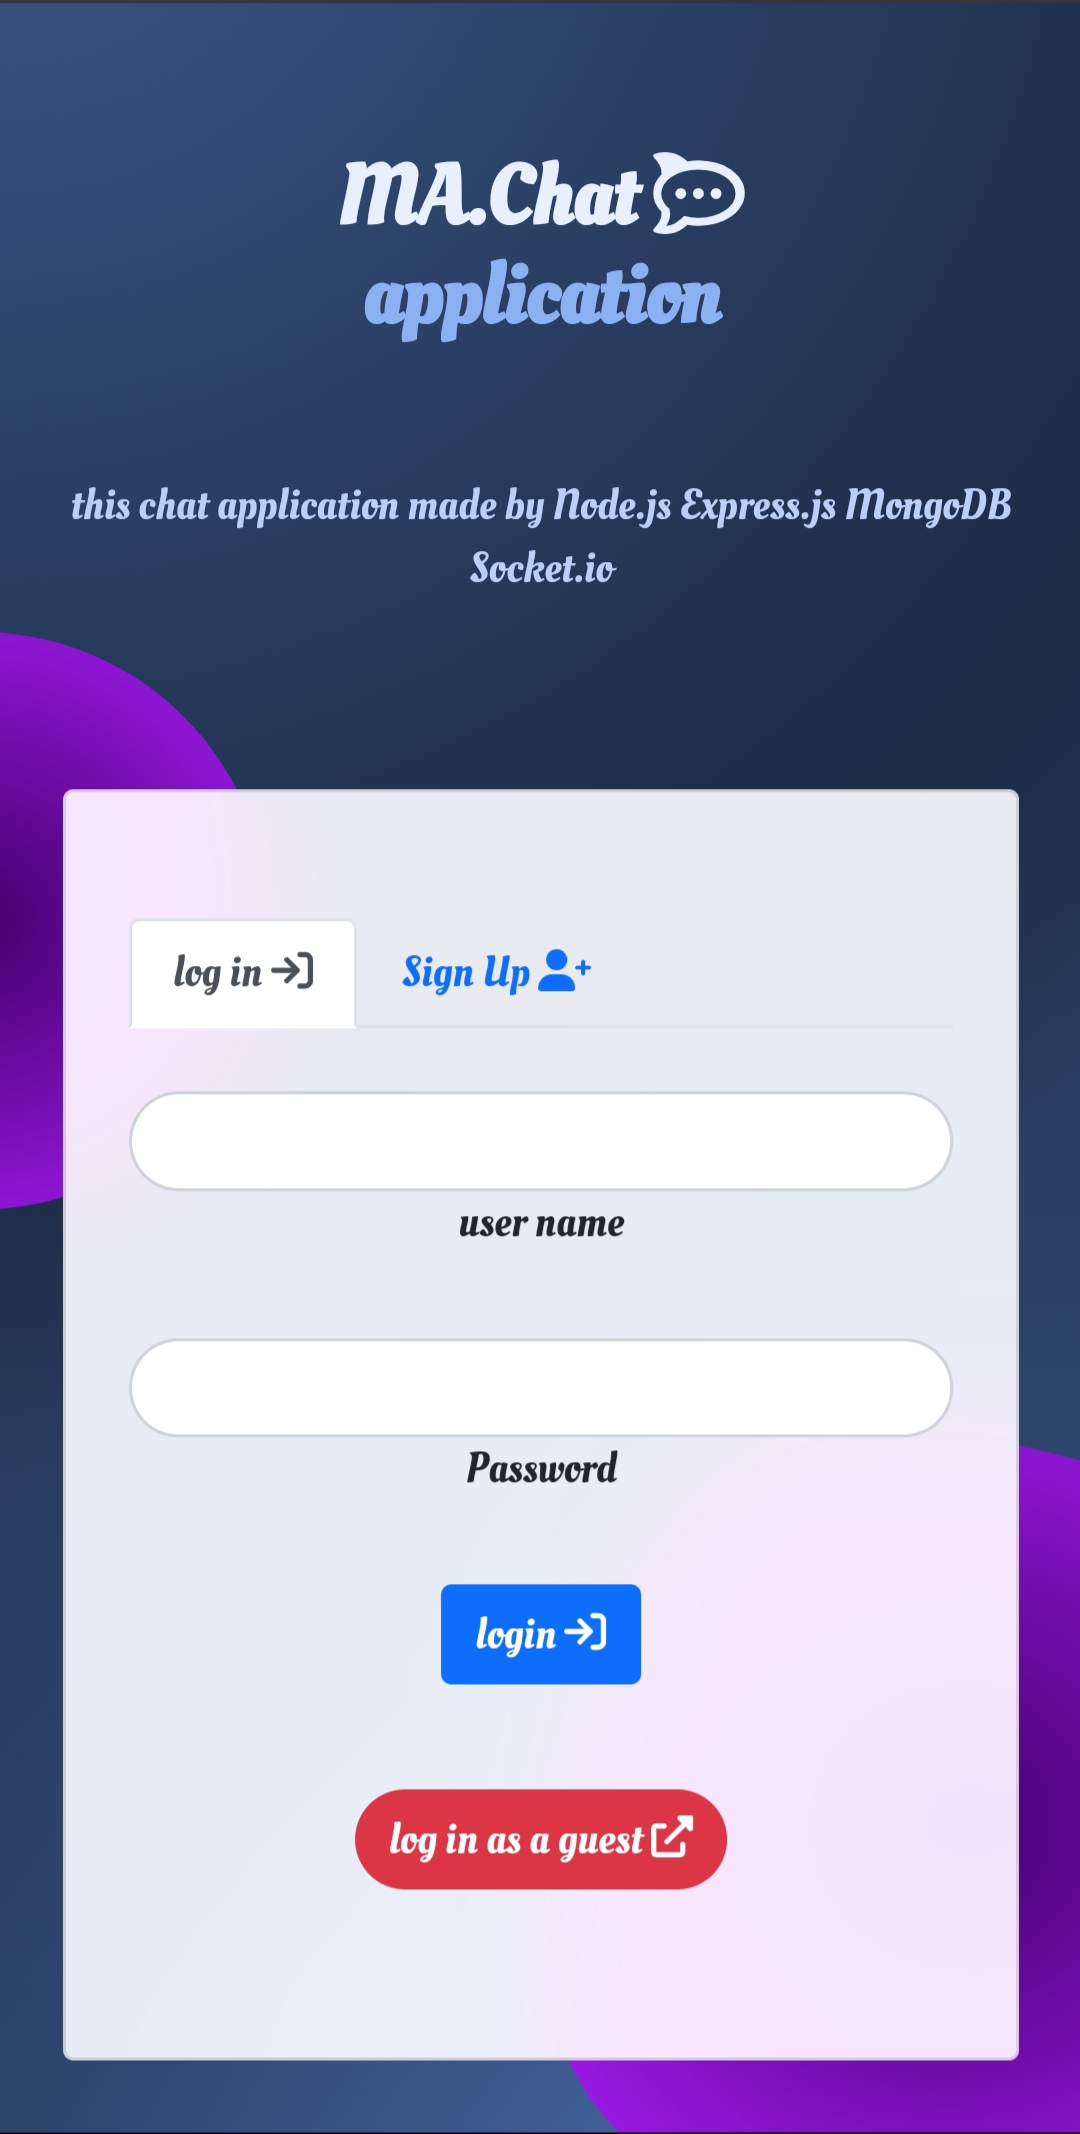 MA.Chat
application
this chat application made by Node.js Express.js MongoDB
Socket.io
log in
Sign Up
user name
Password
login
log in as a guest